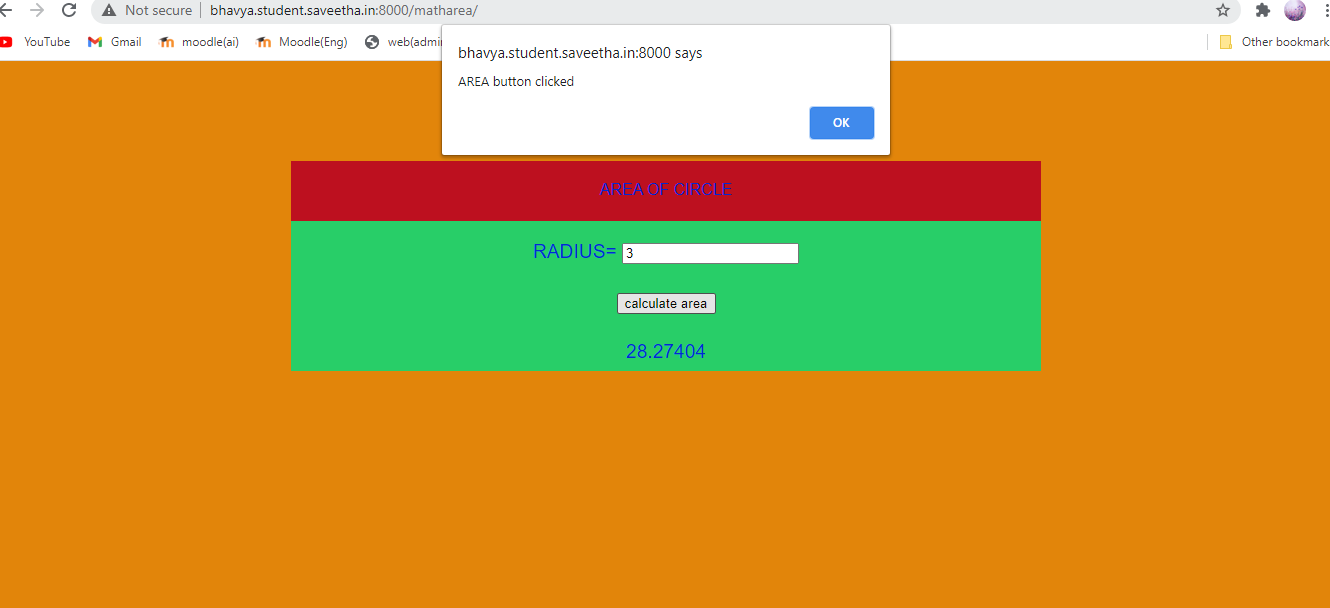 Not secure | bhavya.student.saveetha.in:8000/matharea/
YouTube Gmail moodle(ai) Moodle(Eng) web(admi Other bookmark
bhavya.student.saveetha.in:8000 says
AREA button clicked
OK
AREA OF CIRCLE
RADIUS= 3
calculate area
28.27404